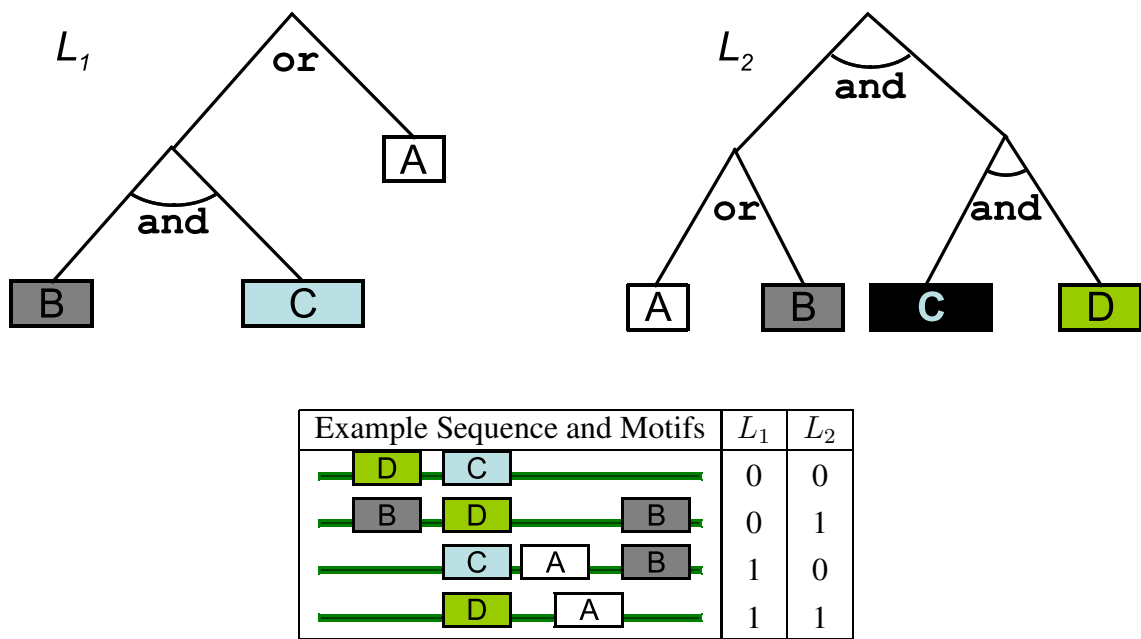 L1
or
A
and
B
C
L2
and
or
and
A
B
C
D
Example Sequence and Motifs L1 L2
D C 0 0
B D B 0 1
C A B 1 0
D A 1 1